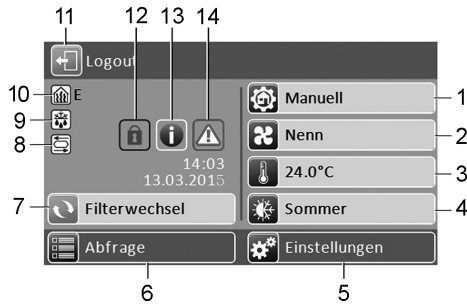 11 12 13 14
Logout
10 E
9
8
14:03
13.03.2015
7 Filterwechsel
Manuell 1
Nenn 2
24.0°C 3
Sommer 4
Abfrage
Einstellungen
6 5